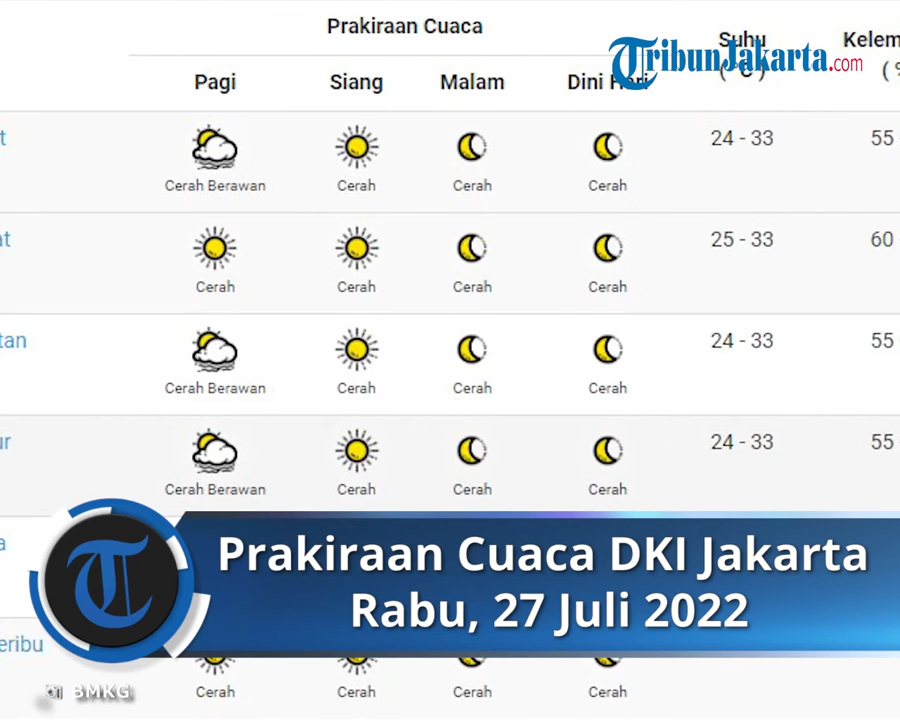 Prakiraan Cuaca
TribunJakarta.com
Suhu
Kelem
Pagi Siang Malam Dini Hari (°C) (%
t 24 - 33 55
Cerah Berawan Cerah Cerah Cerah
at 25 - 33 60
Cerah Cerah Cerah Cerah
tan 24 - 33 55
Cerah Berawan Cerah Cerah Cerah
ur 24 - 33 55
Cerah Berawan Cerah Cerah Cerah
a
Prakiraan Cuaca DKI Jakarta
Rabu, 27 Juli 2022
eribu
BMKG
Cerah Cerah Cerah Cerah